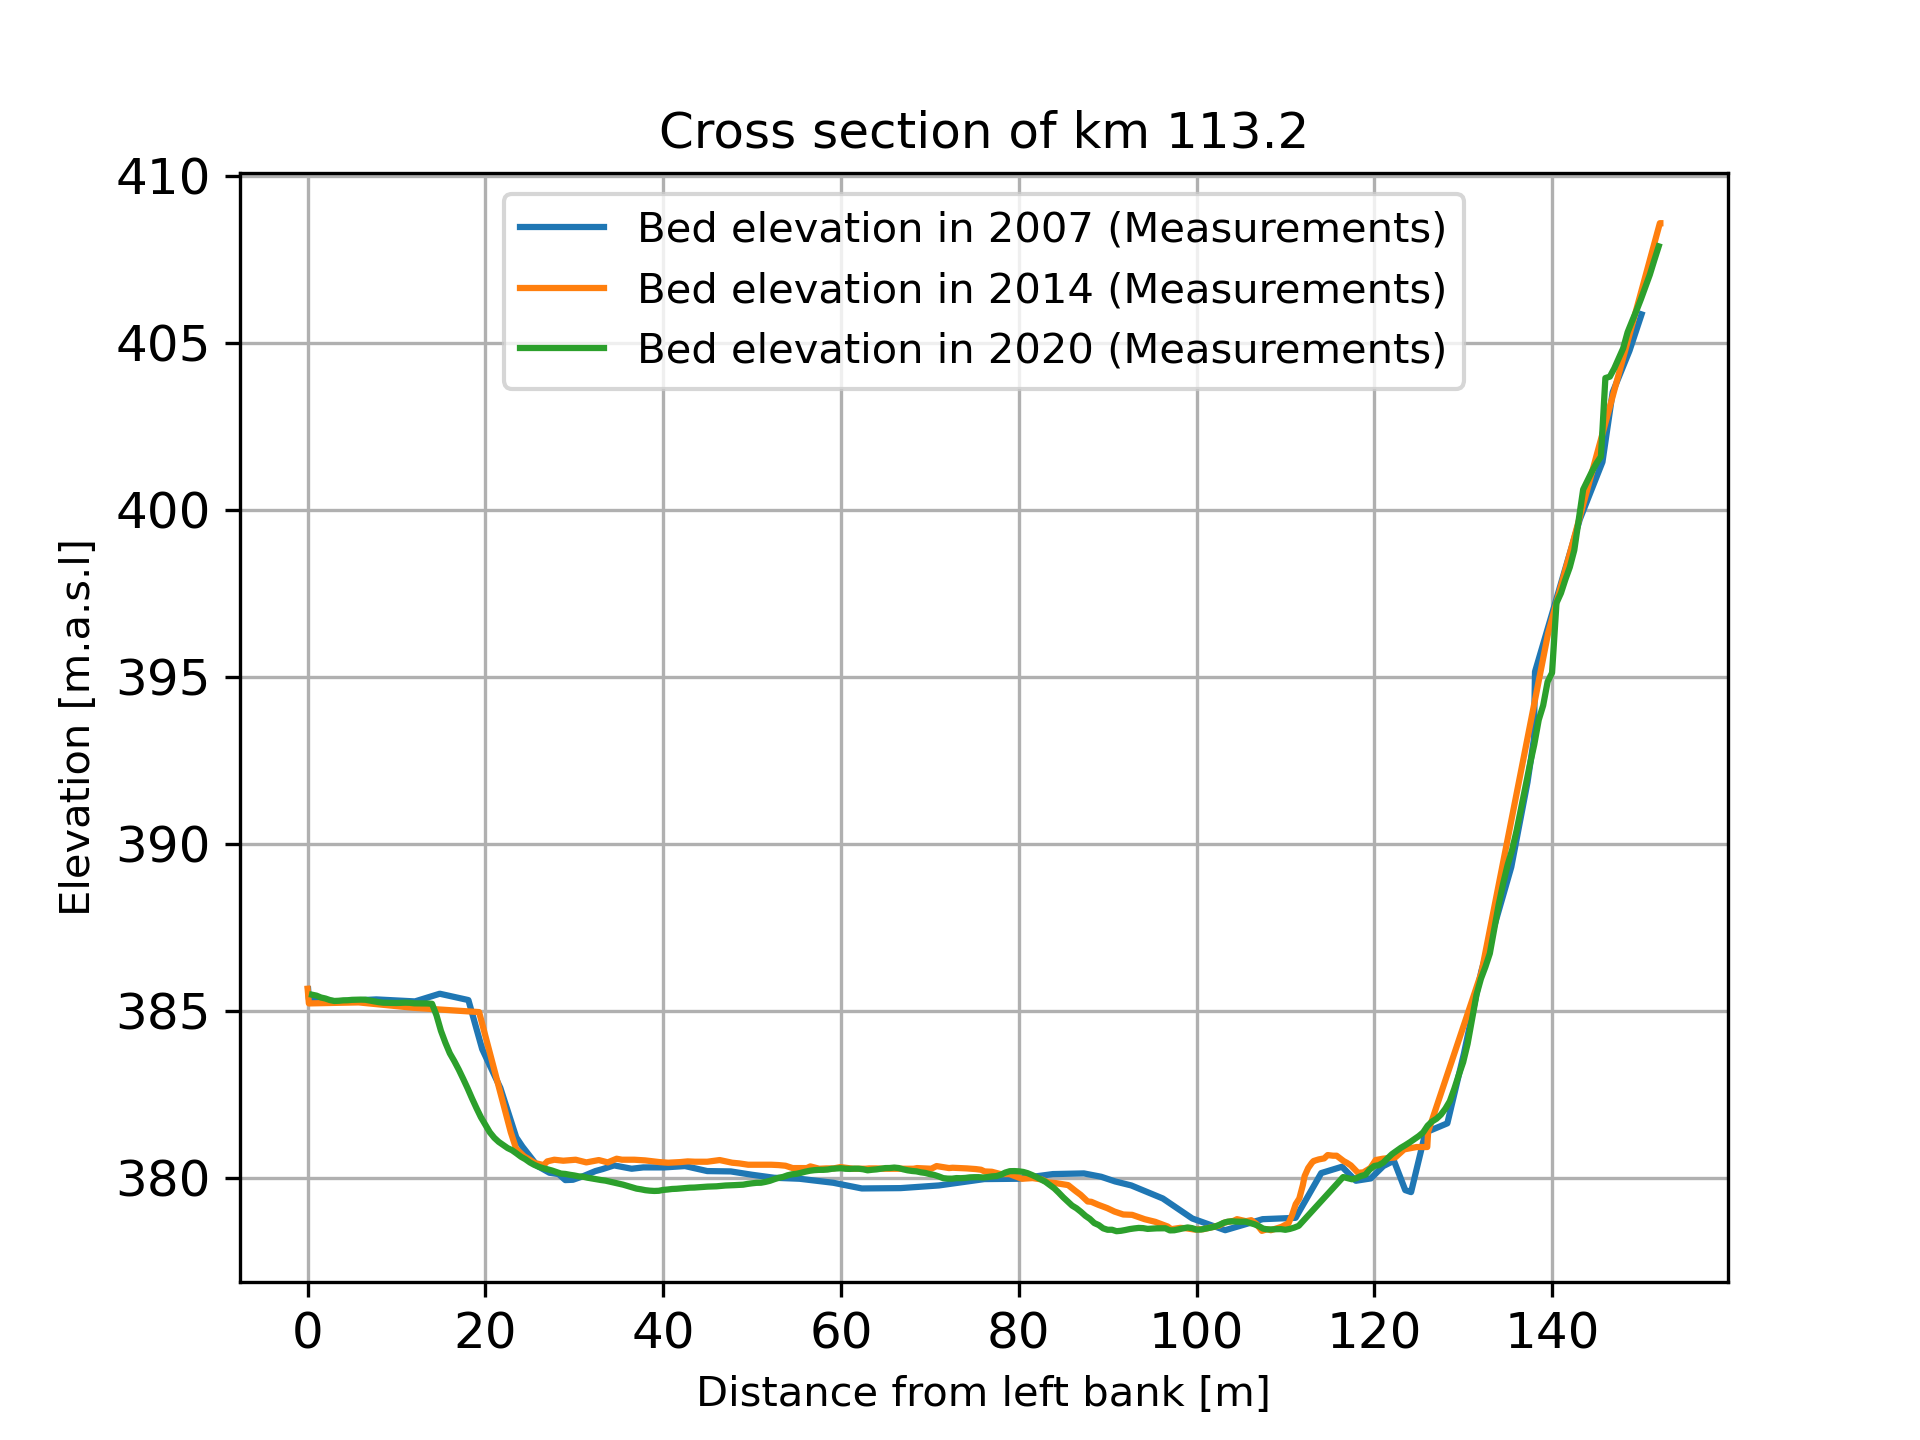 Cross section of km 113.2
410
405
400
395
390
385
380
Elevation [m.a.s.l]
Bed elevation in 2007 (Measurements)
Bed elevation in 2014 (Measurements)
Bed elevation in 2020 (Measurements)
0 20 40 60 80 100 120 140
Distance from left bank [m]